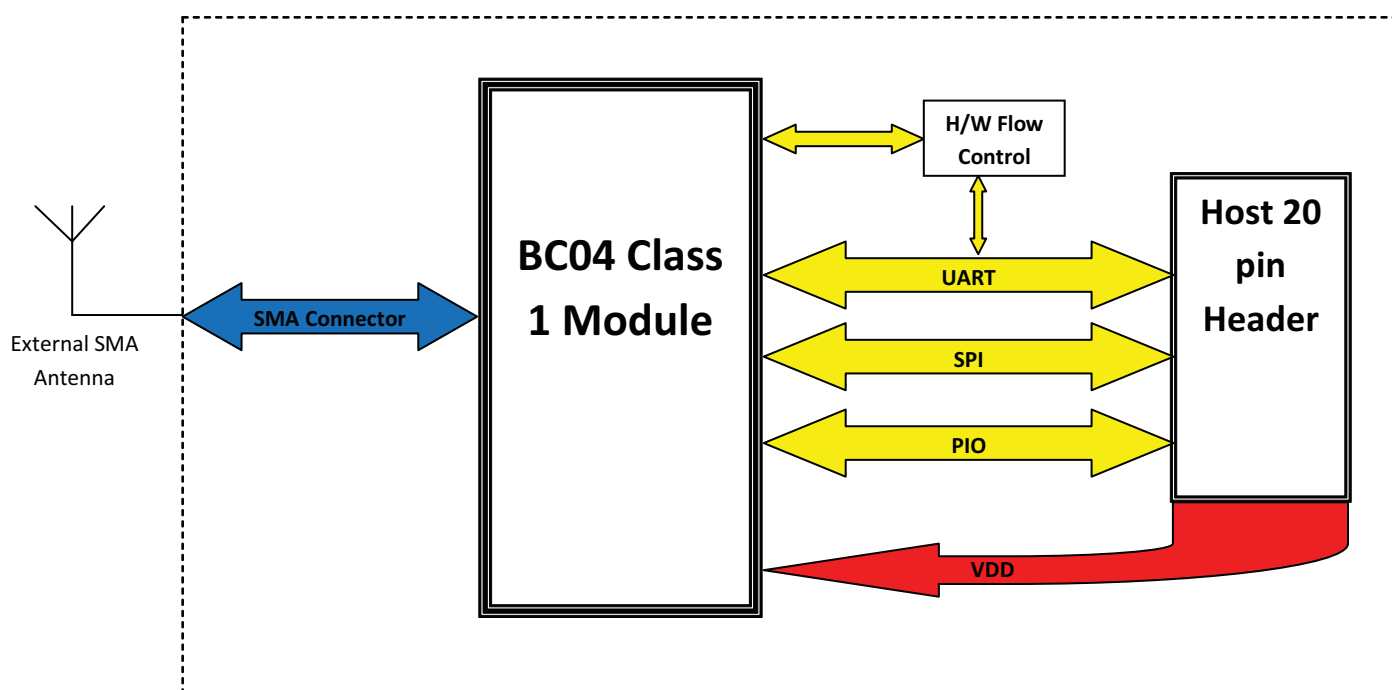 External SMA
Antenna
SMA Connector
BC04 Class
1 Module
H/W Flow
Control
UART
SPI
PIO
VDD
Host 20
pin
Header